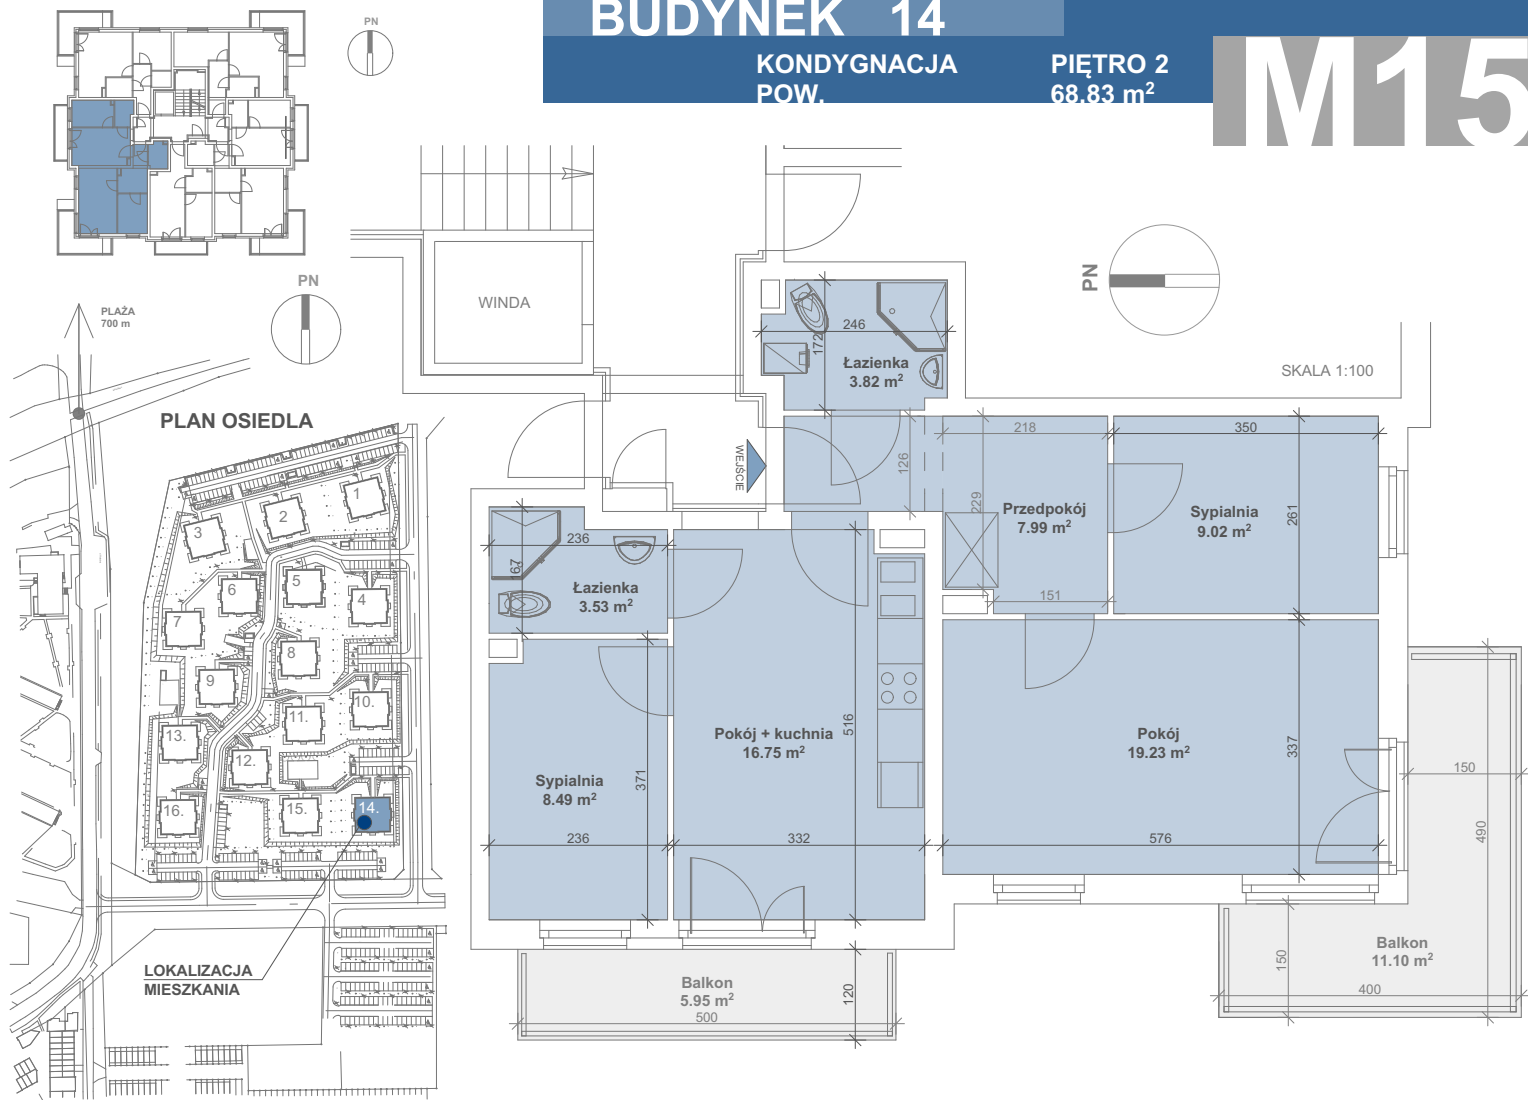 BUDYNEK 14
KONDYGNACJA PIĘTRO 2
POW. 68.83 m²
M15
PN
PN
PLAŻA
700 m
PLAN OSIEDLA
1
2
3
5
6
4
7
8
9
10.
11.
13.
12.
16.
15.
14.
LOKALIZACJA
MIESZKANIA
WINDA
PN
SKALA 1:100
WEJŚCIE
246
172
Łazienka
3.82 m²
218
350
126
229
Przedpokój
7.99 m²
151
Sypialnia
9.02 m²
261
236
167
Łazienka
3.53 m²
Pokój + kuchnia
16.75 m²
516
332
Sypialnia
8.49 m²
371
236
Pokój
19.23 m²
337
576
150
490
Balkon
11.10 m²
150
400
Balkon
5.95 m²
120
500